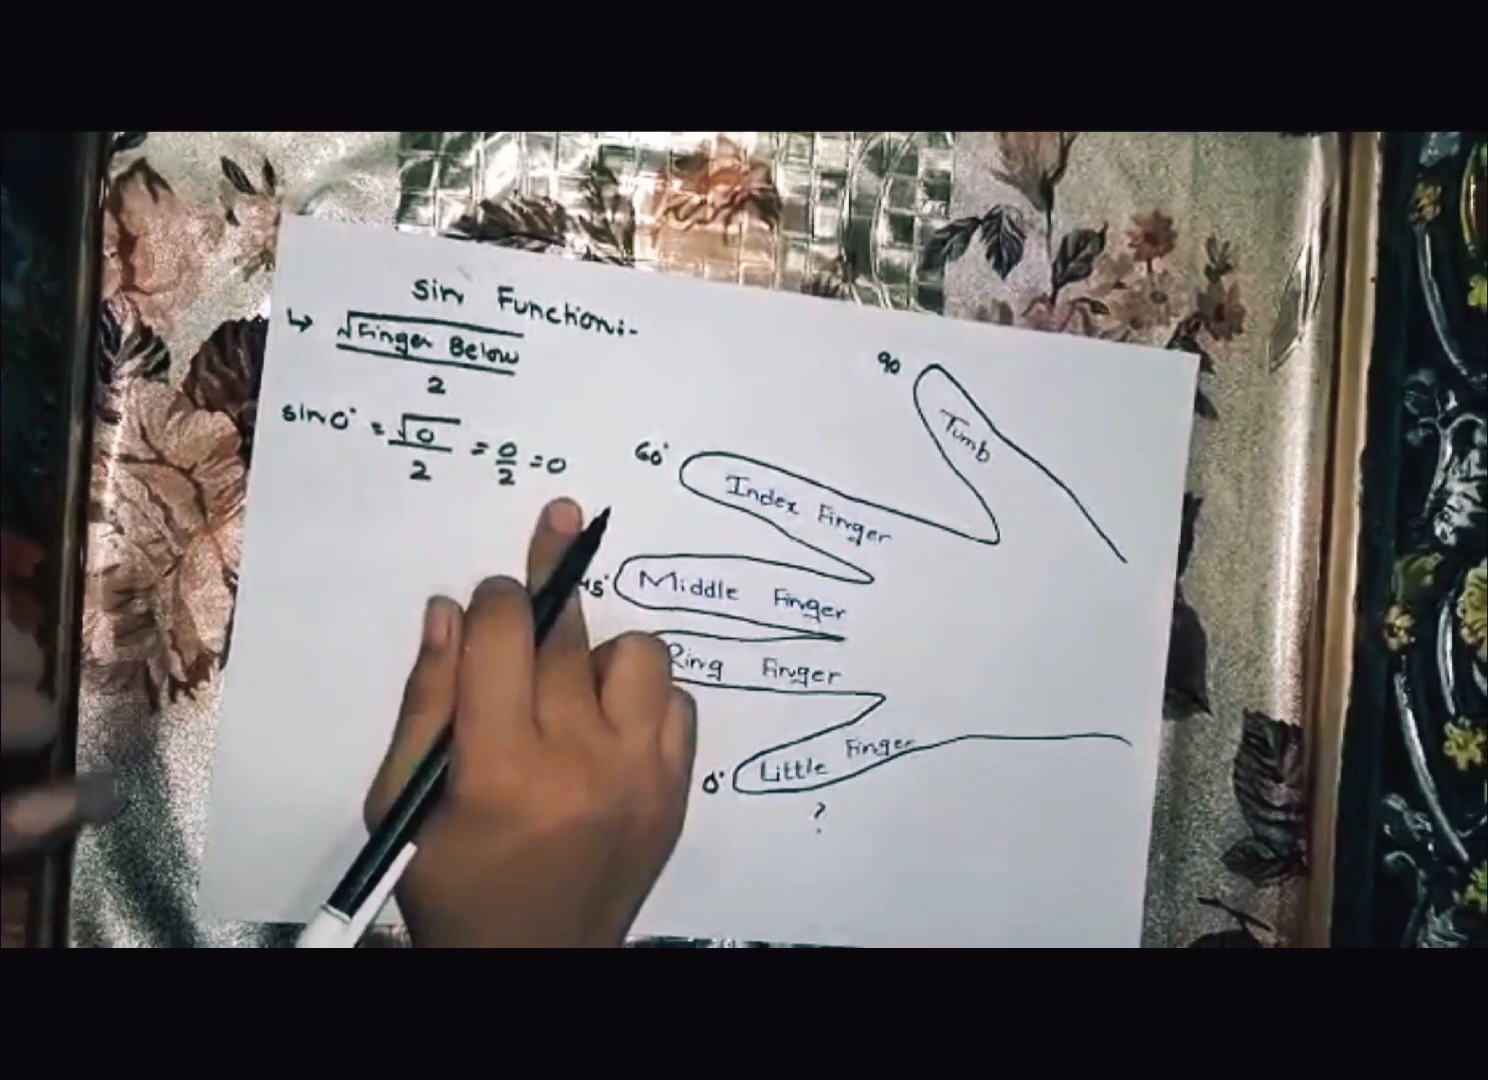 sin Function:-
↳ √Finger Below
2
sin0° = √0/2 = 0/2 = 0
90
Tumb
60°
Index Finger
45°
Middle Finger
Ring Finger
0°
Little Finger
?